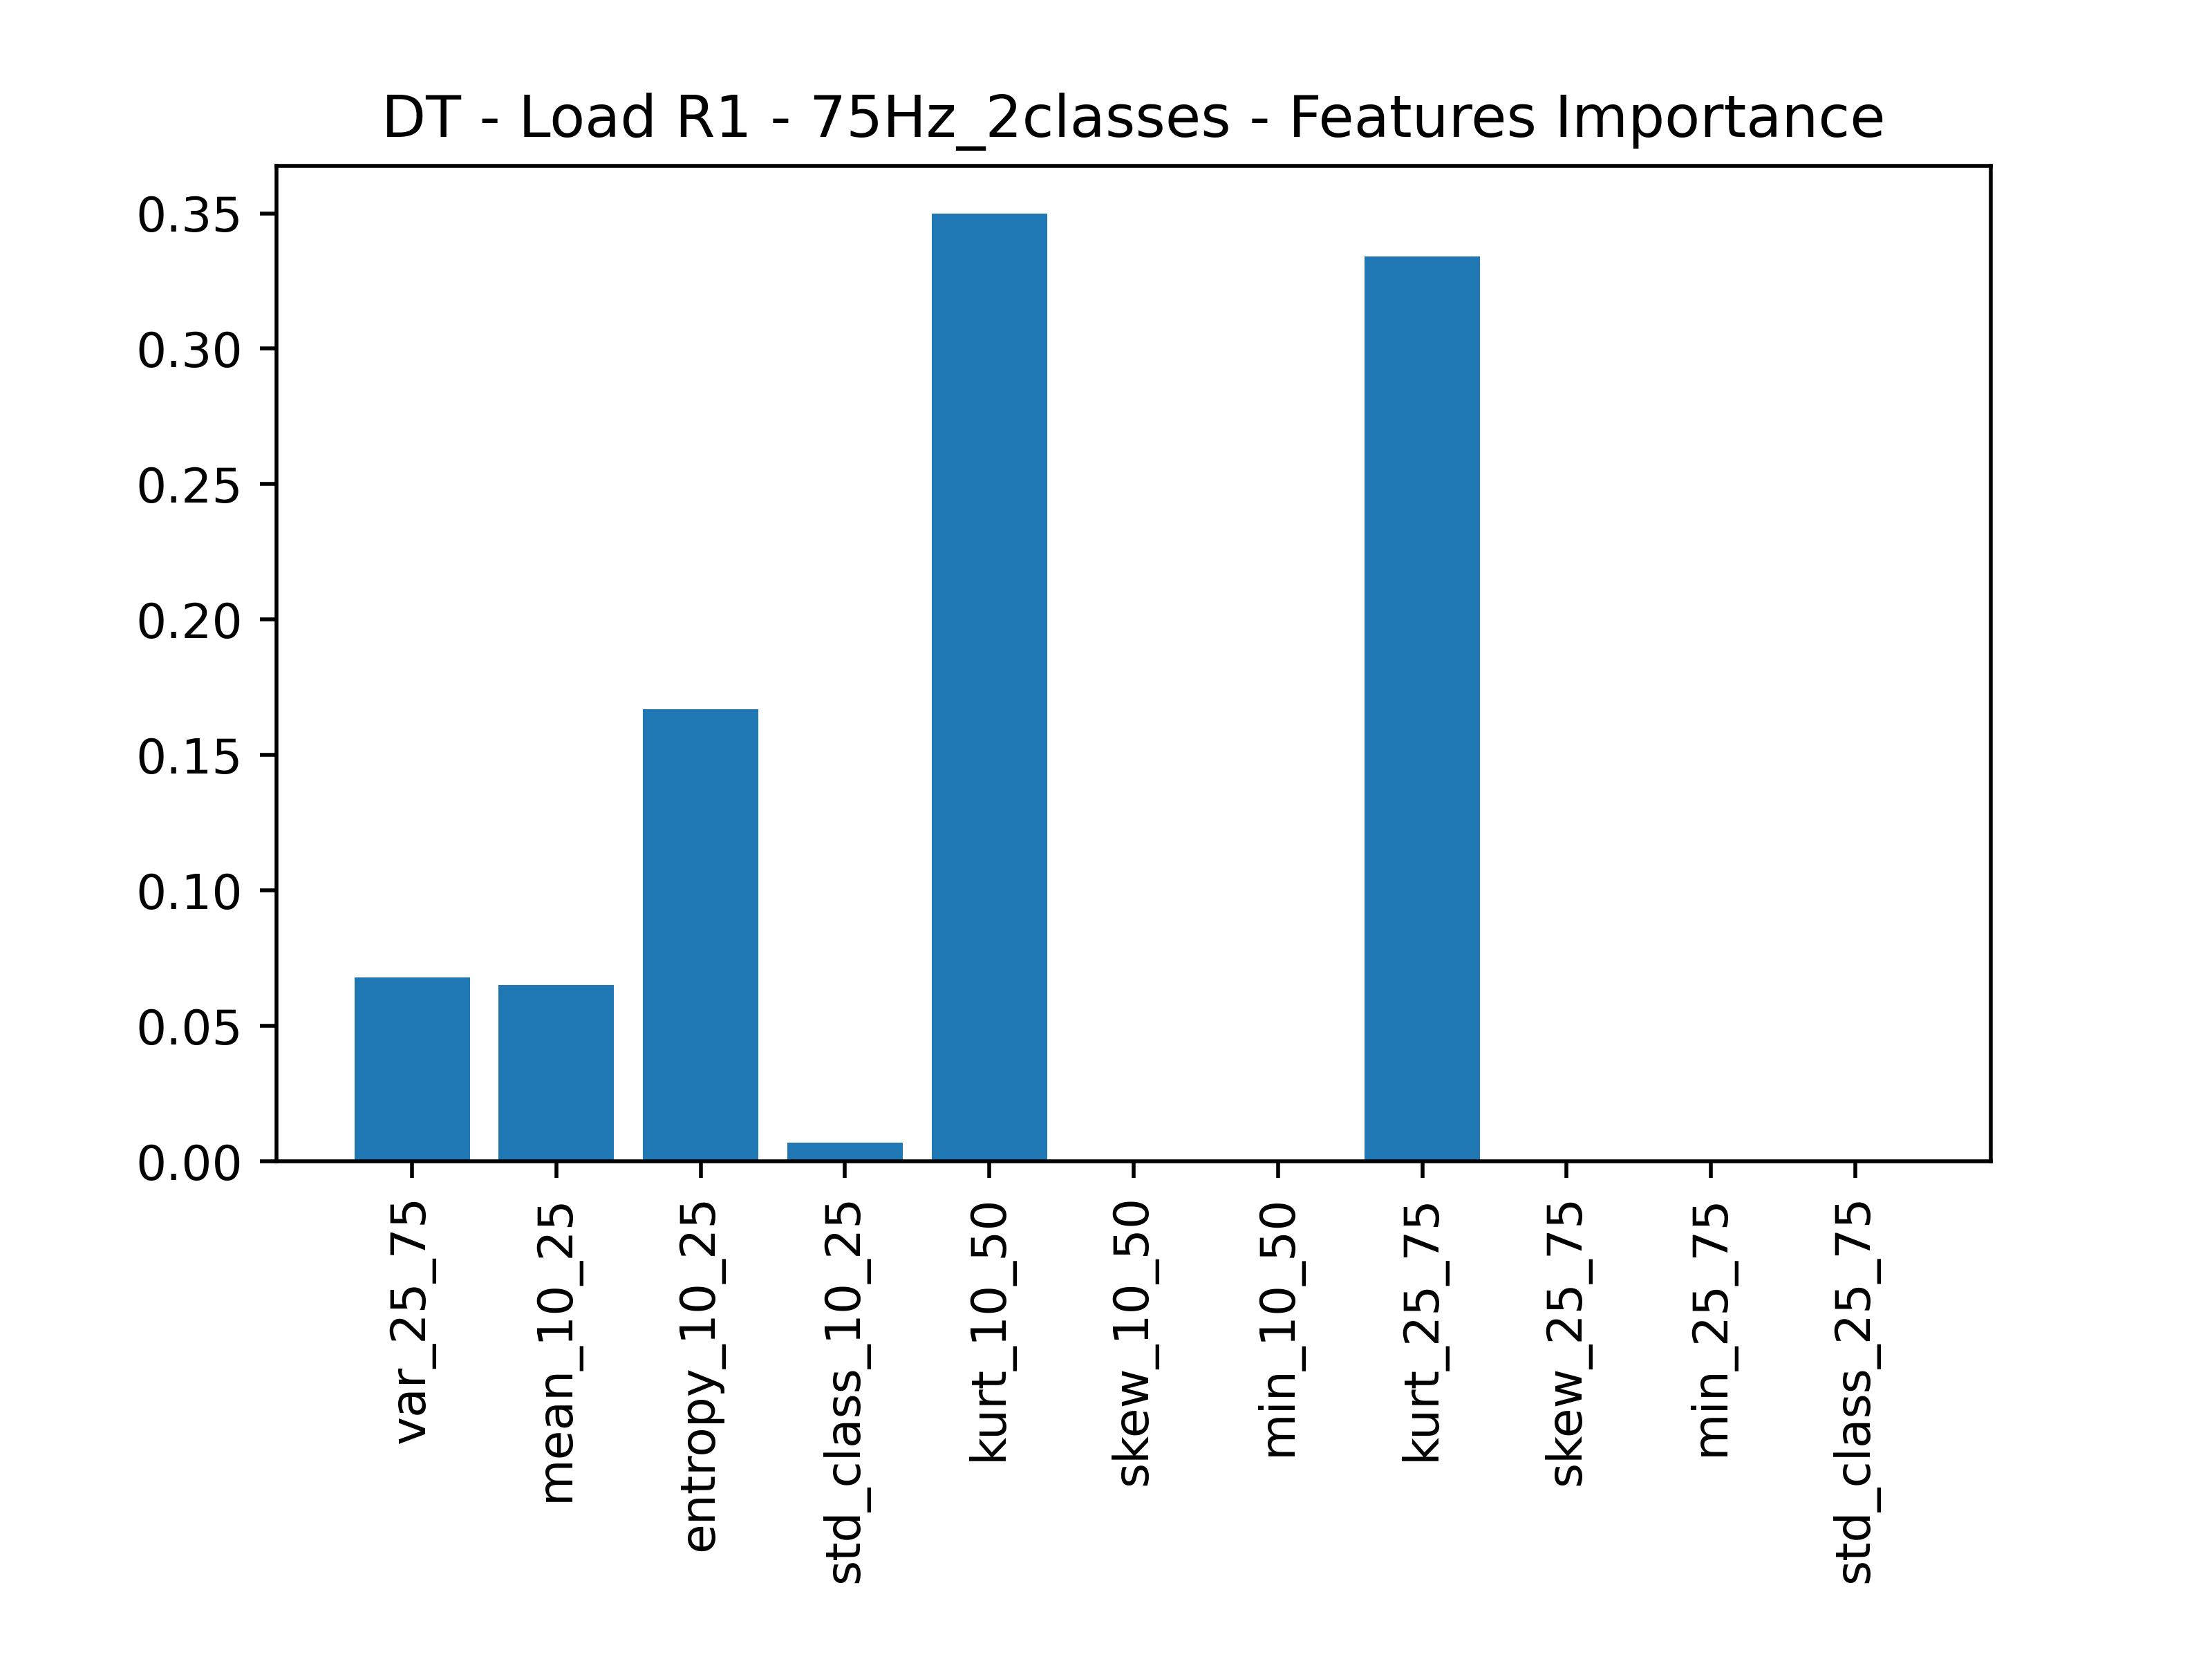 DT - Load R1 - 75Hz_2classes - Features Importance
0.35
0.30
0.25
0.20
0.15
0.10
0.05
0.00
var_25_75
mean_10_25
entropy_10_25
std_class_10_25
kurt_10_50
skew_10_50
min_10_50
kurt_25_75
skew_25_75
min_25_75
std_class_25_75